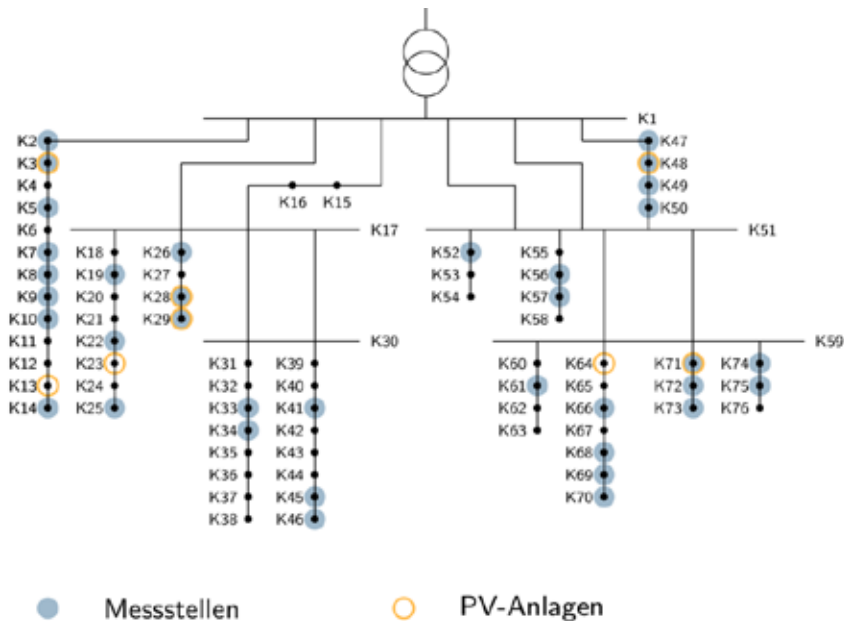 K1
K2 K47
K3 K48
K4 K49
K16 K15
K5 K50
K6 K17 K51
K7 K18 K26 K52 K55
K8 K19 K27 K53 K56
K9 K20 K28 K54 K57
K10 K21 K29 K58
K11 K22 K30 K59
K12 K23 K31 K39 K60 K64 K71 K74
K13 K24 K32 K40 K61 K65 K72 K75
K14 K25 K33 K41 K62 K66 K73 K76
K34 K42 K63 K67
K35 K43 K68
K36 K44 K69
K37 K45 K70
K38 K46
Messstellen PV-Anlagen